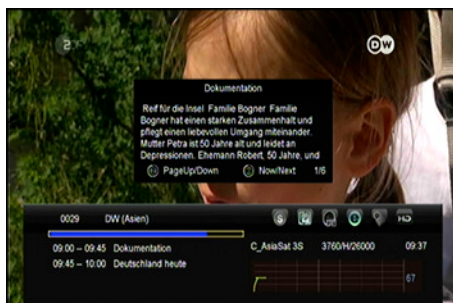 2
DW
Dokumentation
Reif für die Insel Familie Bogner Familie
Bogner hat einen starken Zusammenhalt und
pflegt einen liebevollen Umgang miteinander.
Mutter Petra ist 50 Jahre alt und leidet an
Depressionen. Ehemann Robert, 50 Jahre, und
PageUp/Down Now/Next 1/6
0029 DW (Asien) S HD
09:00 – 09:45 Dokumentation C_AsiaSat 3S 3760/H/26000 09:37
09:45 – 10:00 Deutschland heute
67